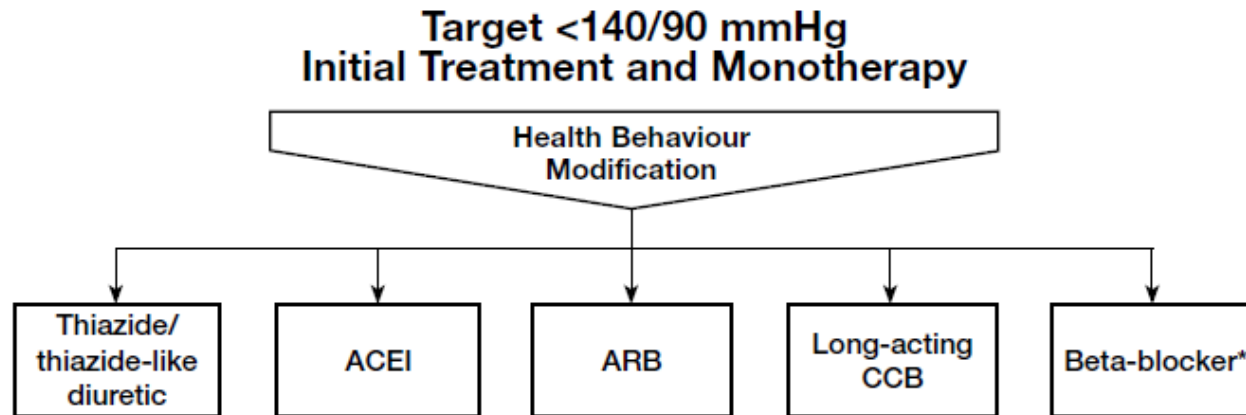 Target <140/90 mmHg
Initial Treatment and Monotherapy
Health Behaviour
Modification
Thiazide/
thiazide-like
diuretic
ACEI
ARB
Long-acting
CCB
Beta-blocker*